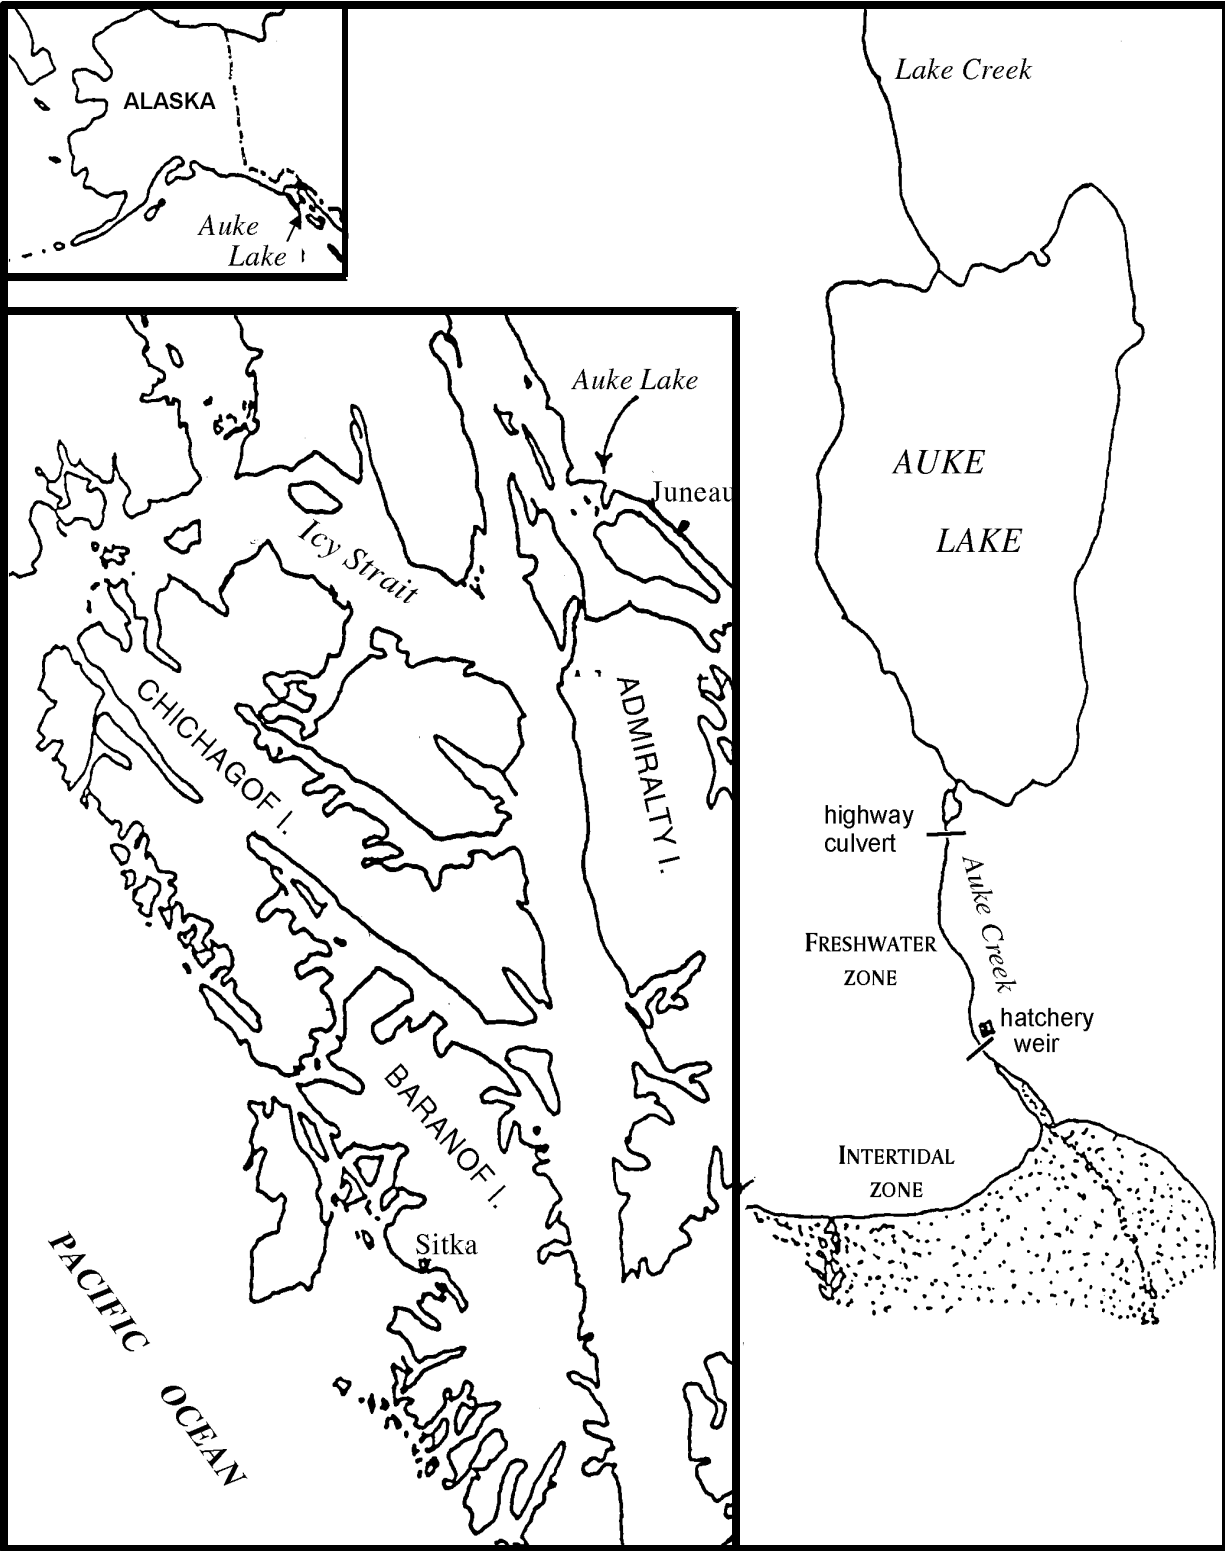 ALASKA
Auke
Lake
Auke Lake
Juneau
Icy Strait
CHICHAGOF I.
ADMIRALTY I.
BARANOF I.
Sitka
PACIFIC
OCEAN
Lake Creek
AUKE
LAKE
highway
culvert
Auke Creek
FRESHWATER
ZONE
hatchery
weir
INTERTIDAL
ZONE